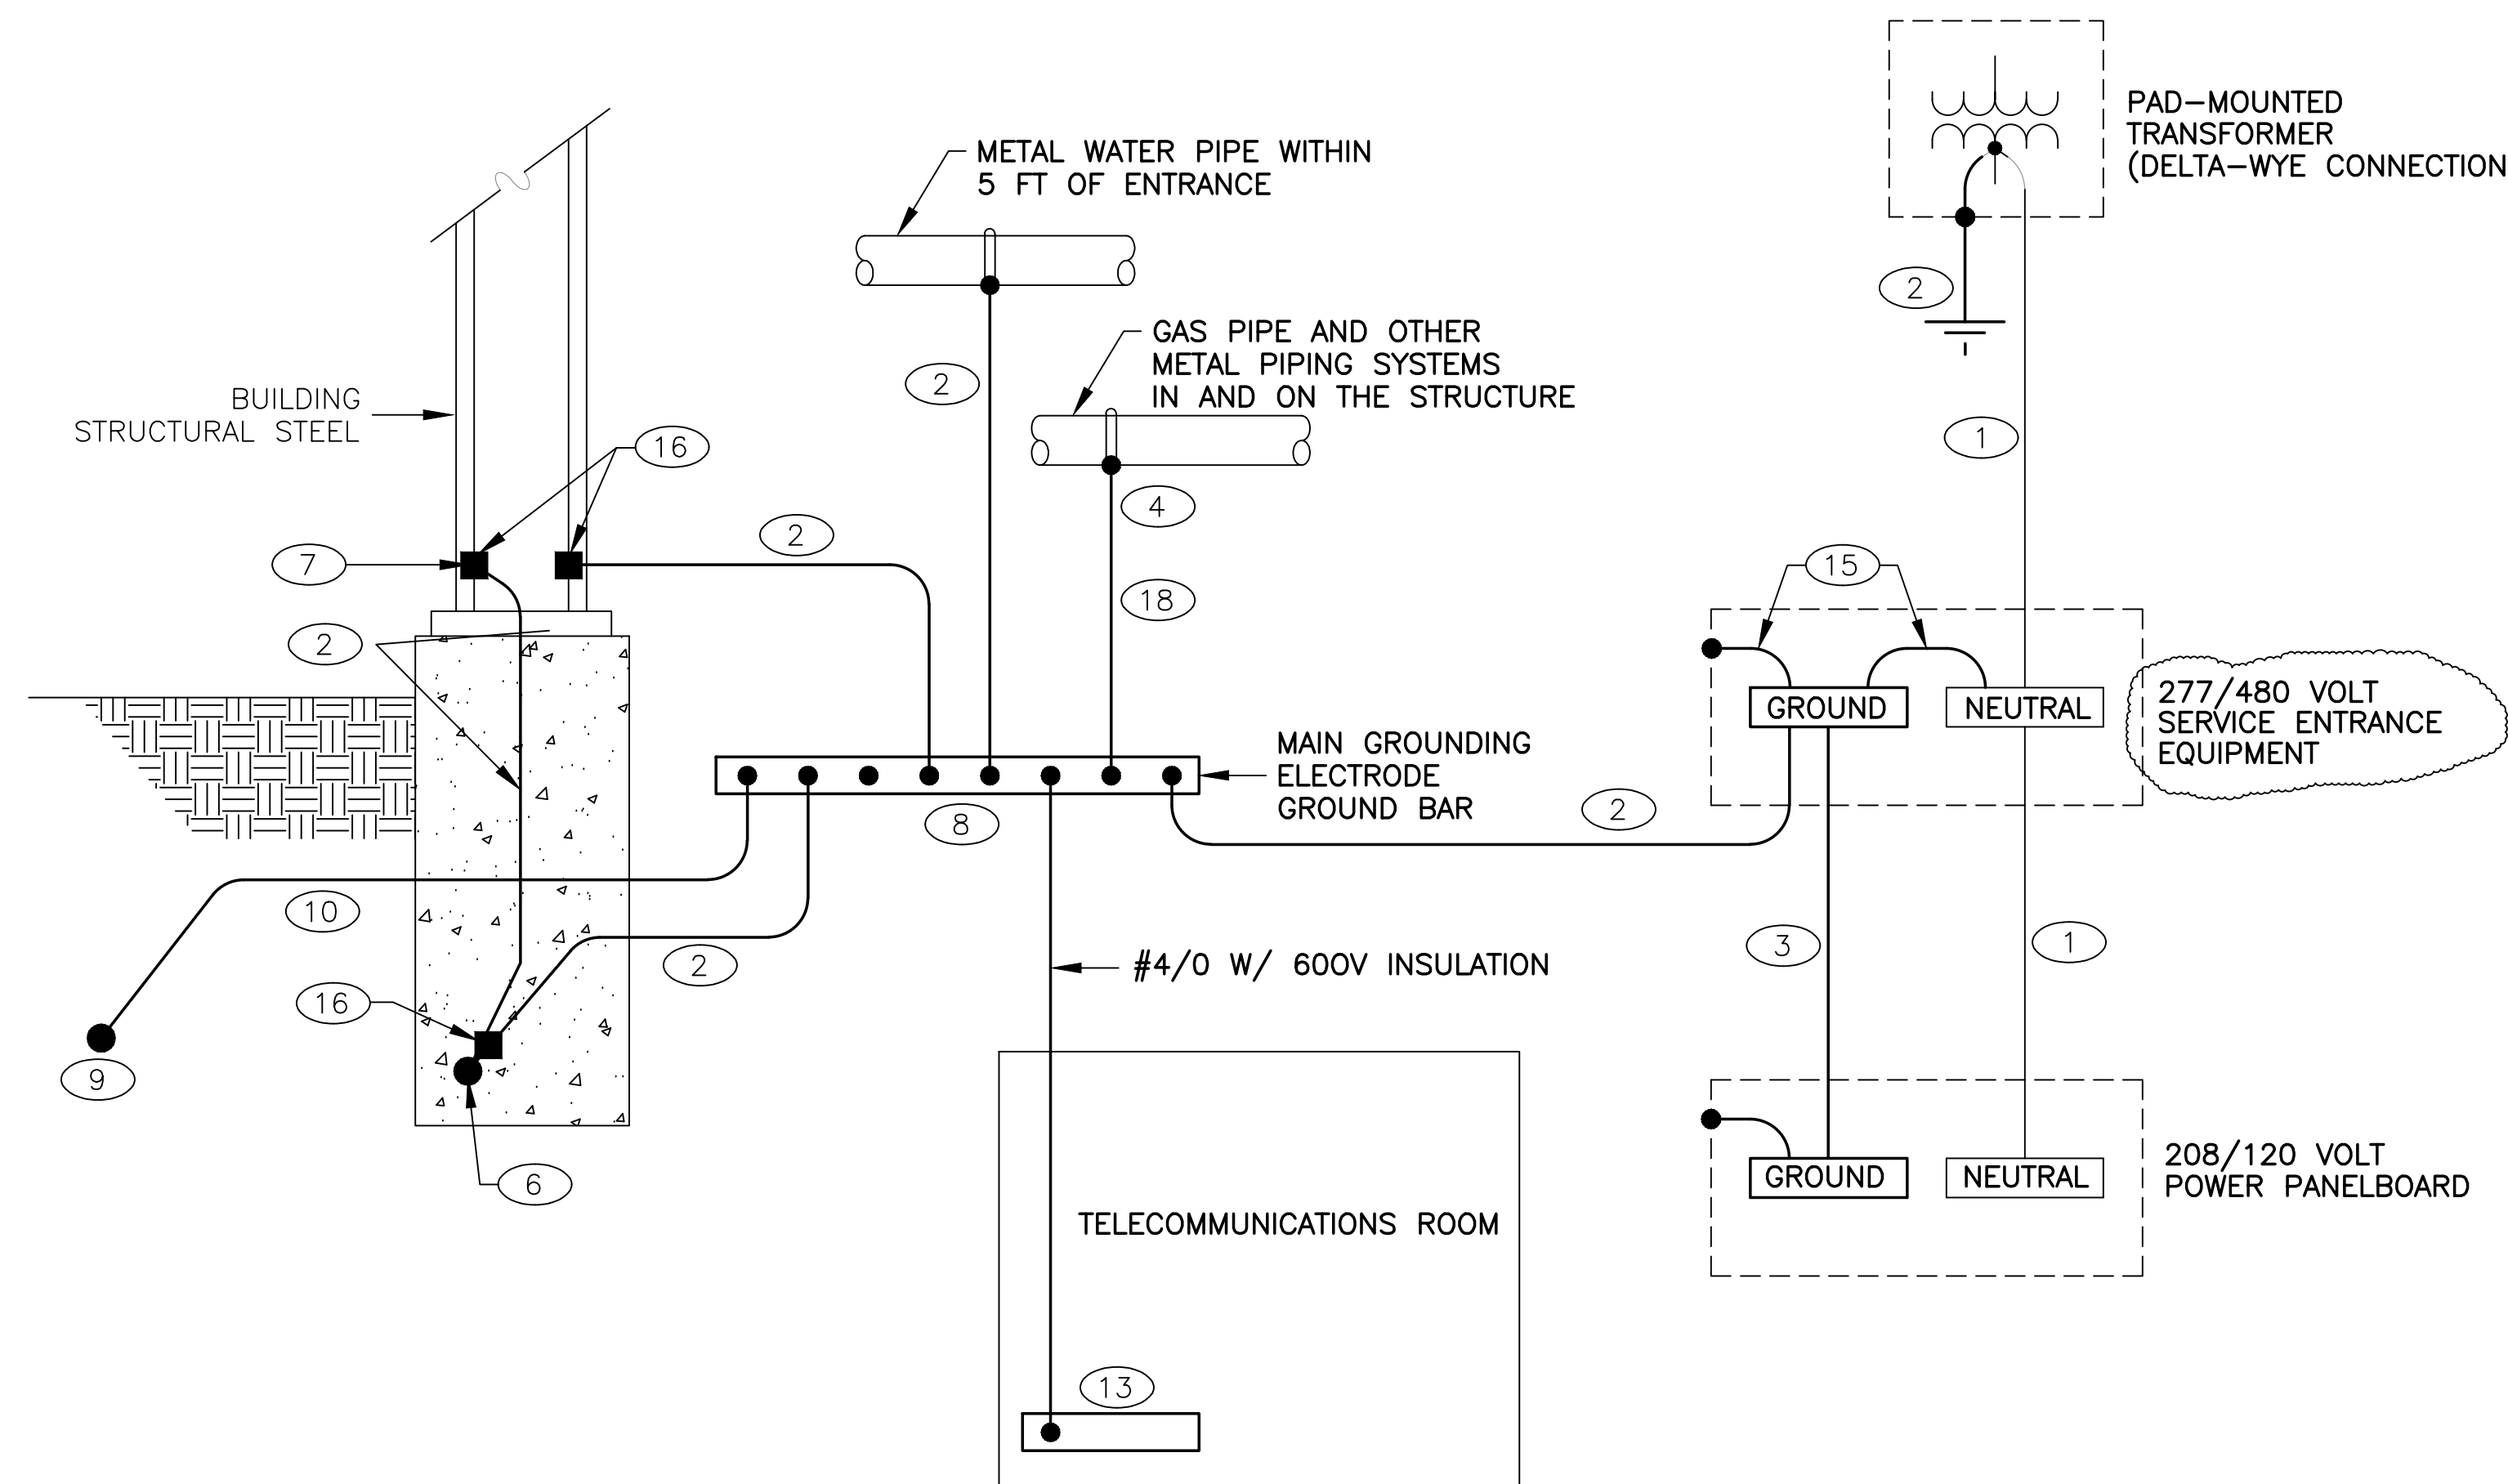 PAD-MOUNTED
TRANSFORMER
(DELTA-WYE CONNECTION
METAL WATER PIPE WITHIN
5 FT OF ENTRANCE
2
GAS PIPE AND OTHER
METAL PIPING SYSTEMS
IN AND ON THE STRUCTURE
2
BUILDING
STRUCTURAL STEEL
1
16
4
2
7
15
18
2
277/480 VOLT
SERVICE ENTRANCE
EQUIPMENT
GROUND
NEUTRAL
MAIN GROUNDING
ELECTRODE
GROUND BAR
2
8
10
3
1
2
#4/0 W/ 600V INSULATION
16
9
208/120 VOLT
POWER PANELBOARD
GROUND
NEUTRAL
6
TELECOMMUNICATIONS ROOM
13